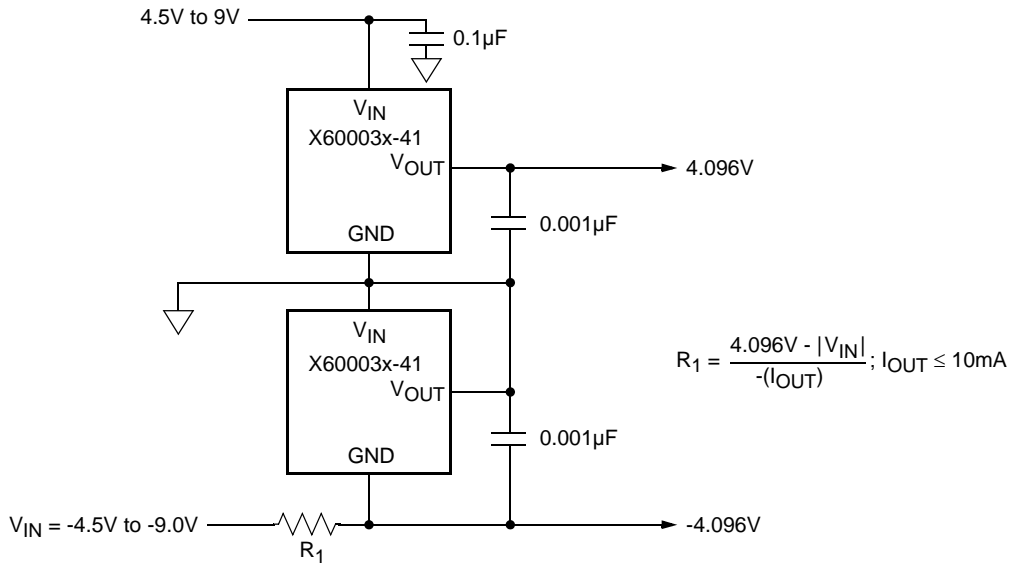 4.5V to 9V
0.1µF
VIN
X60003x-41
VOUT
4.096V
0.001µF
GND
VIN
X60003x-41
VOUT
R1 = 4.096V - |VIN| / -(IOUT) ; IOUT ≤ 10mA
0.001µF
GND
VIN = -4.5V to -9.0V
R1
-4.096V